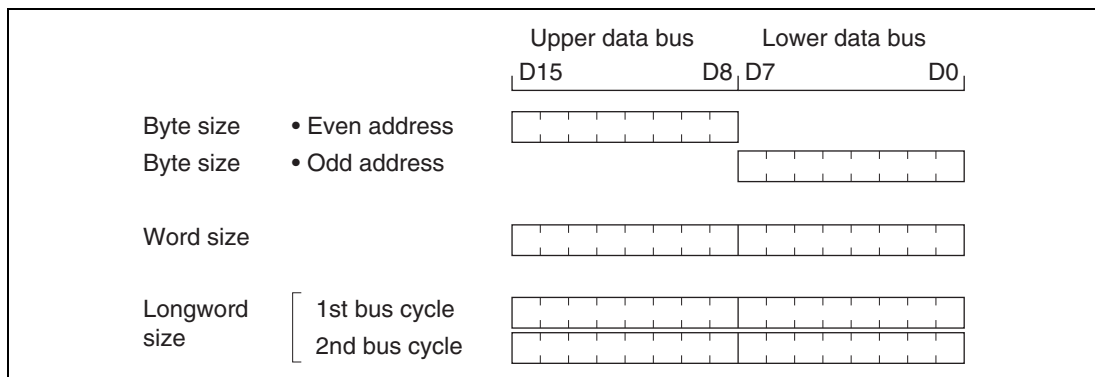 Upper data bus Lower data bus
D15 D8 D7 D0
Byte size • Even address
Byte size • Odd address
Word size
Longword size 1st bus cycle
2nd bus cycle